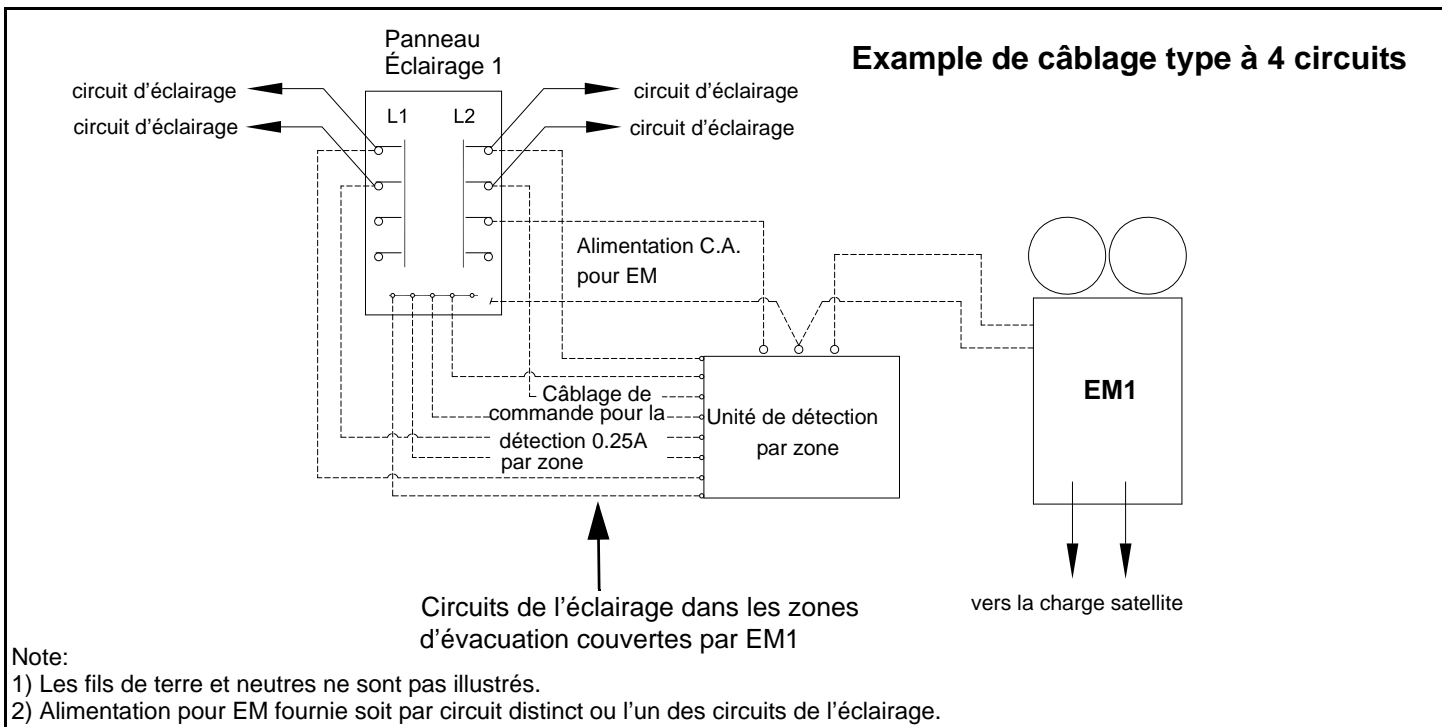 Panneau
Éclairage 1
Example de câblage type à 4 circuits
circuit d'éclairage
circuit d'éclairage
circuit d'éclairage
circuit d'éclairage
L1
L2
Alimentation C.A.
pour EM
Câblage de
commande pour la
détection 0.25A
par zone
Unité de détection
par zone
EM1
vers la charge satellite
Circuits de l'éclairage dans les zones
d'évacuation couvertes par EM1
Note:
1) Les fils de terre et neutres ne sont pas illustrés.
2) Alimentation pour EM fournie soit par circuit distinct ou l'un des circuits de l'éclairage.